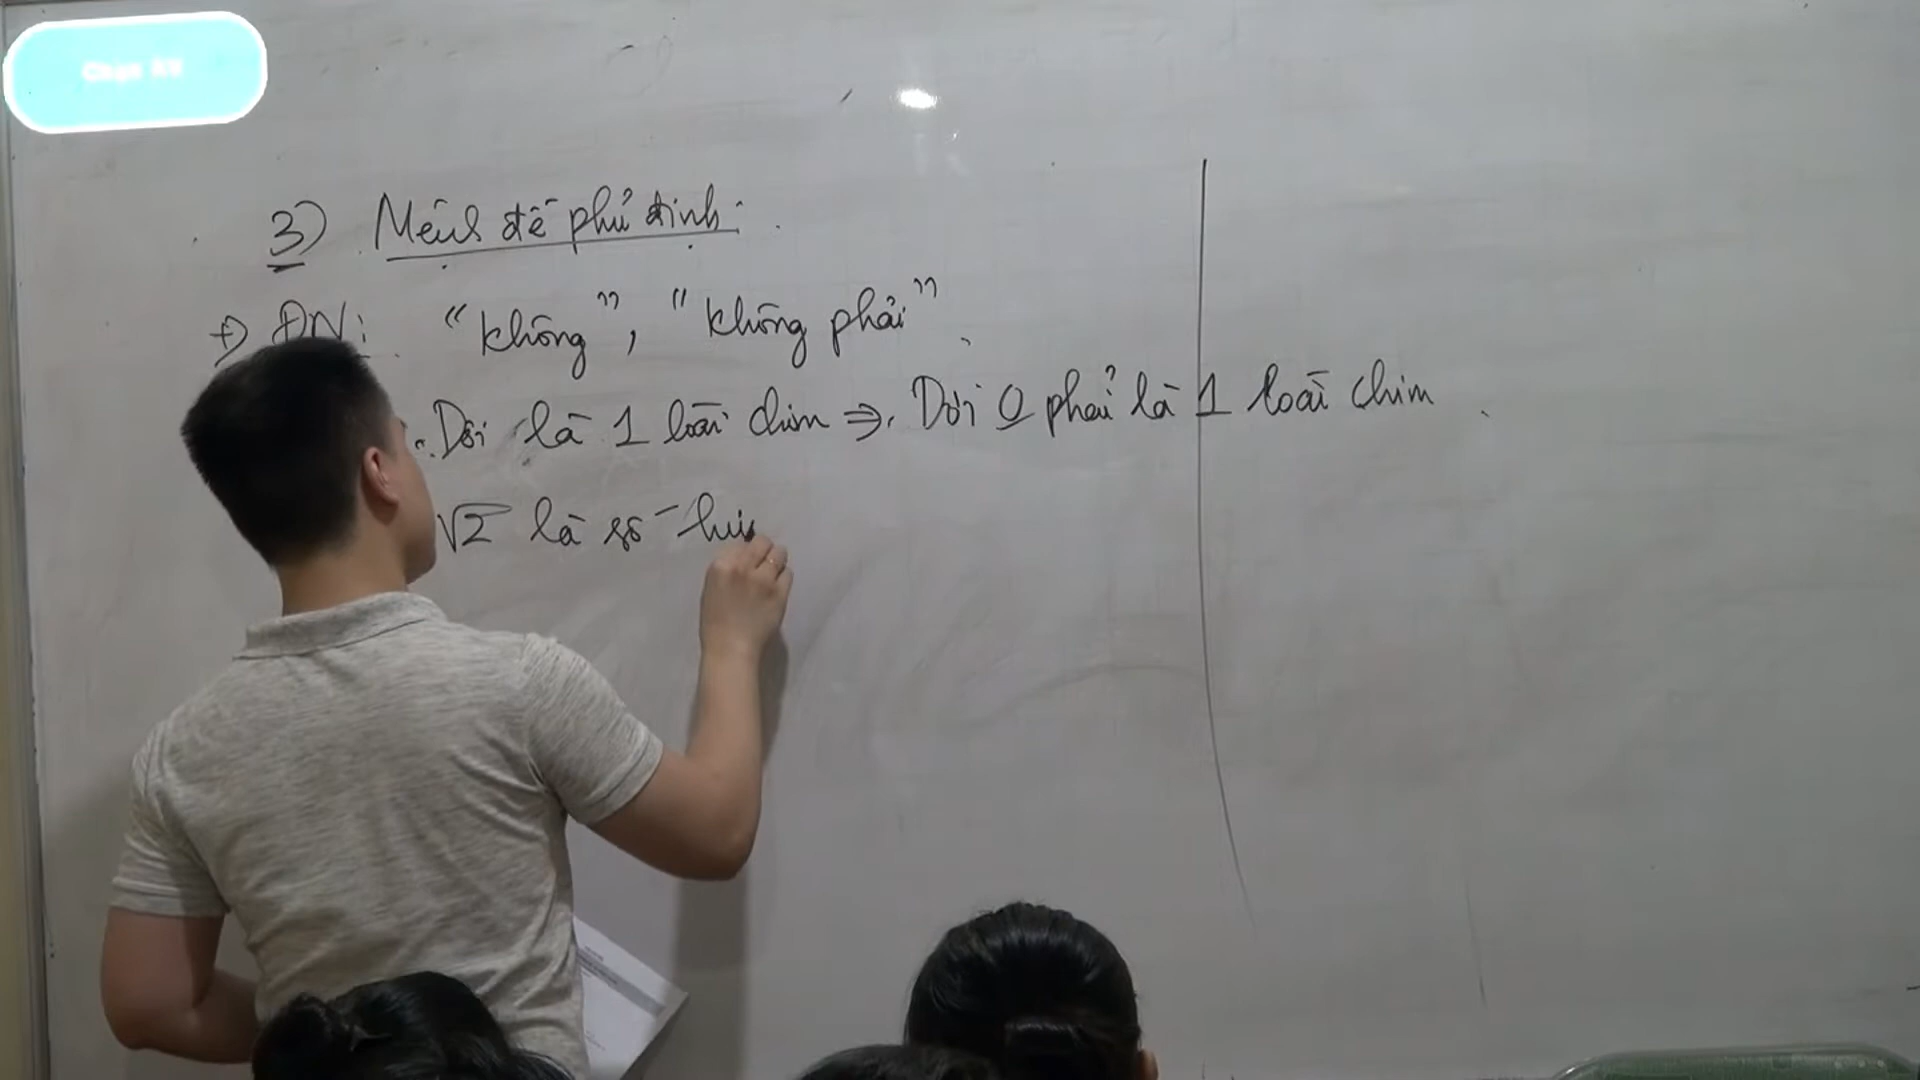 3) Mệnh đề phủ định:
+) ĐN: "không", "không phải".
. Dơi là 1 loài chim ⇒. Dơi 0 phải là 1 loài chim.
√2 là số